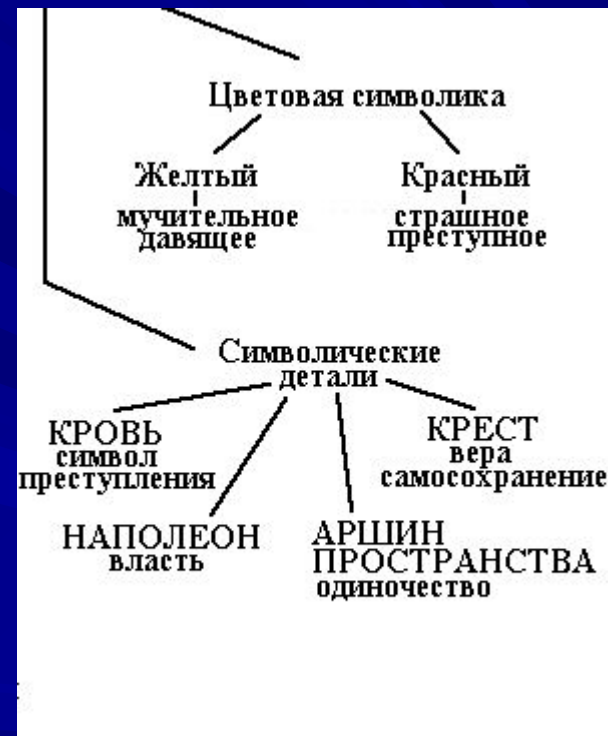 Цветовая символика
Желтый
мучительное
давящее
Красный
страшное
преступное
Символические
детали
КРОВЬ
символ
преступления
КРЕСТ
вера
самосохранение
НАПОЛЕОН
власть
АРШИН
ПРОСТРАНСТВА
одиночество